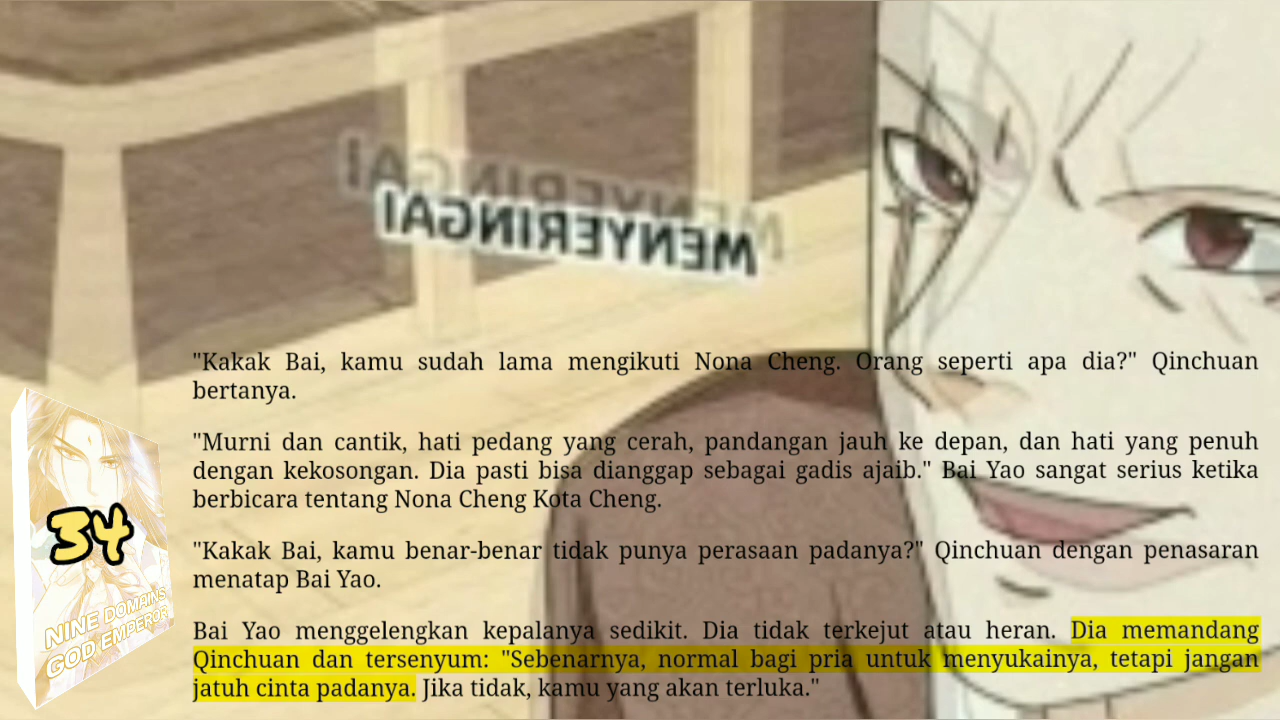 MENYERINGAI
MENYERINGAI
"Kakak Bai, kamu sudah lama mengikuti Nona Cheng. Orang seperti apa dia?" Qinchuan
bertanya.
"Murni dan cantik, hati pedang yang cerah, pandangan jauh ke depan, dan hati yang penuh
dengan kekosongan. Dia pasti bisa dianggap sebagai gadis ajaib." Bai Yao sangat serius ketika
berbicara tentang Nona Cheng Kota Cheng.
"Kakak Bai, kamu benar-benar tidak punya perasaan padanya?" Qinchuan dengan penasaran
menatap Bai Yao.
Bai Yao menggelengkan kepalanya sedikit. Dia tidak terkejut atau heran. Dia memandang
Qinchuan dan tersenyum: "Sebenarnya, normal bagi pria untuk menyukainya, tetapi jangan
jatuh cinta padanya. Jika tidak, kamu yang akan terluka."
34
NINE DOMAINS
GOD EMPEROR